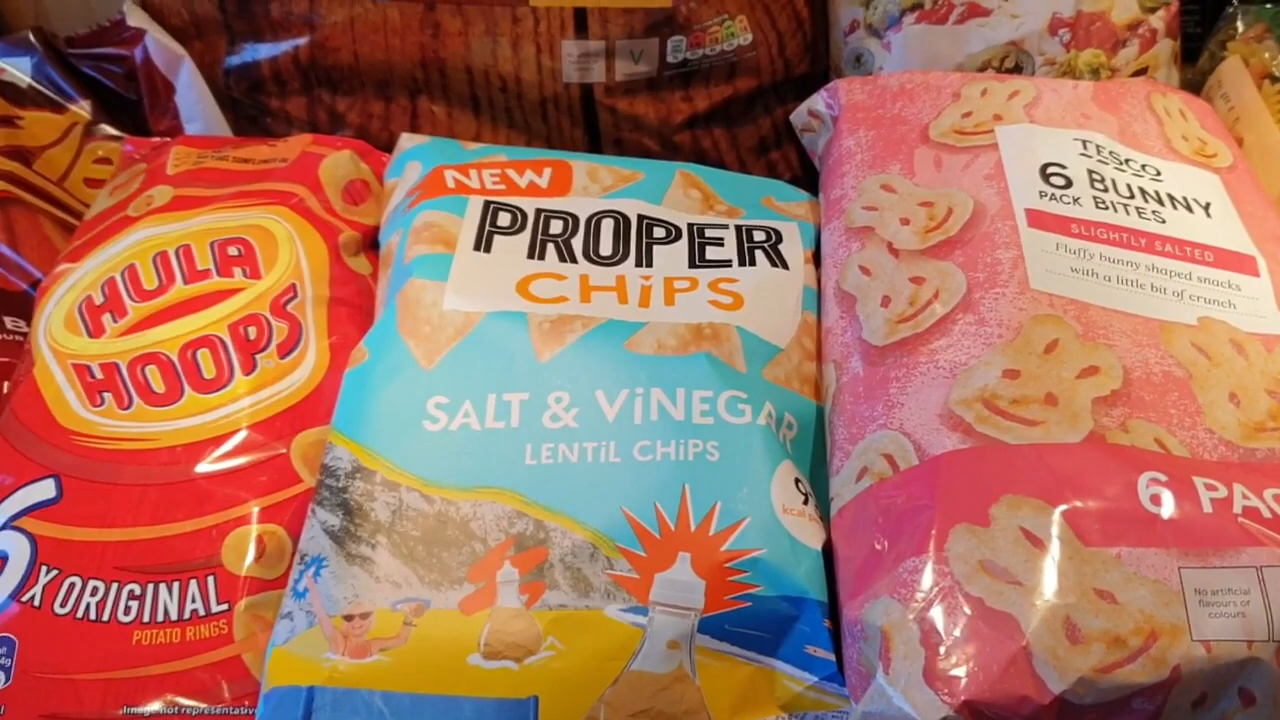 HULA
HOOPS
6 X ORIGINAL
POTATO RINGS
Image not representative
NEW
PROPER
CHiPS
SALT & ViNEGAR
LENTiL CHiPS
kcal
TESCO
6 BUNNY
PACK BITES
SLIGHTLY SALTED
Fluffy bunny shaped snacks
with a little bit of crunch
6 PAC
No artificial
flavours or
colours
V